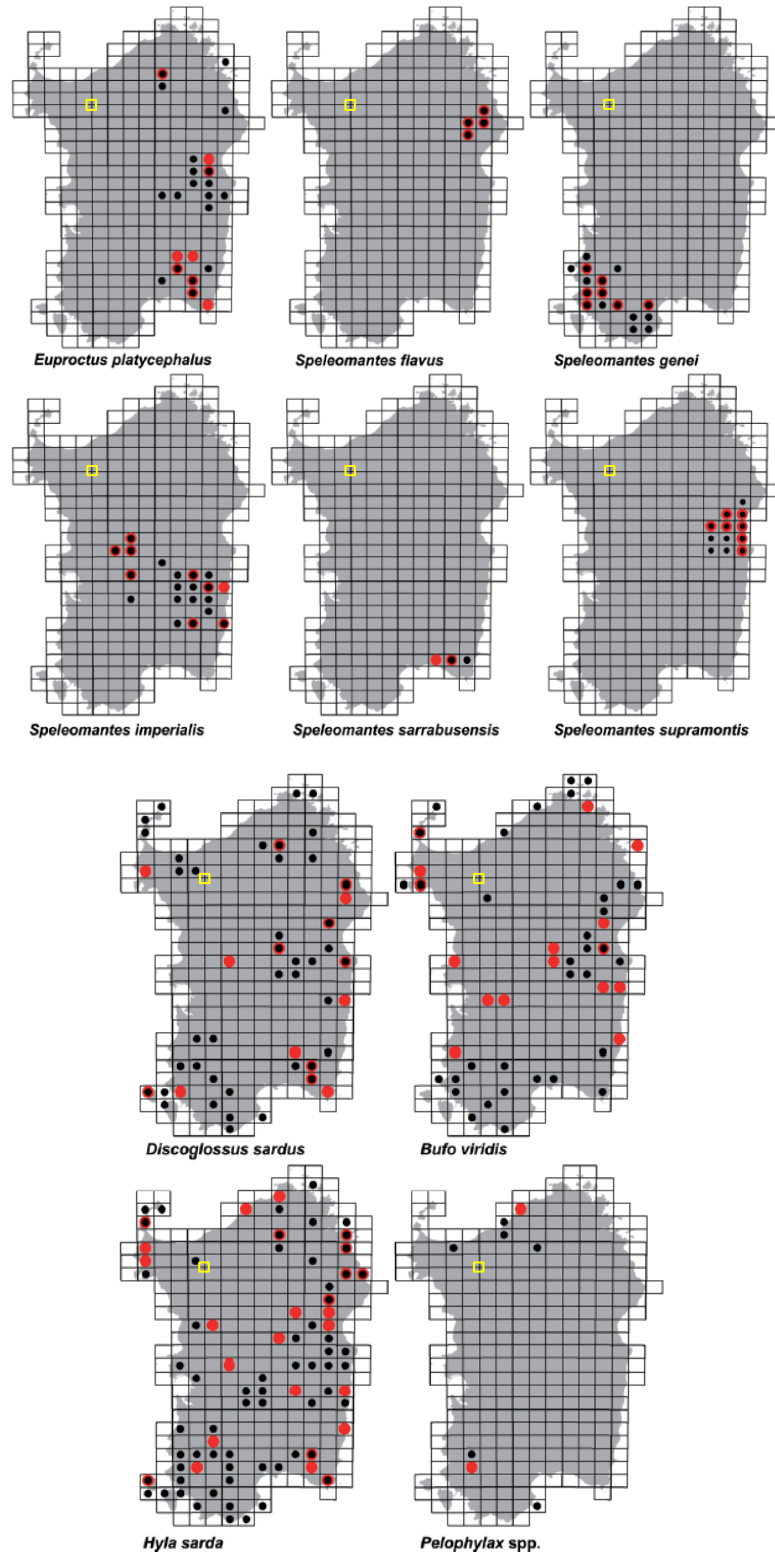 Euproctus platycephalus
Speleomantes flavus
Speleomantes genei
Speleomantes imperialis
Speleomantes sarrabusensis
Speleomantes supramontis
Discoglossus sardus
Bufo viridis
Hyla sarda
Pelophylax spp.